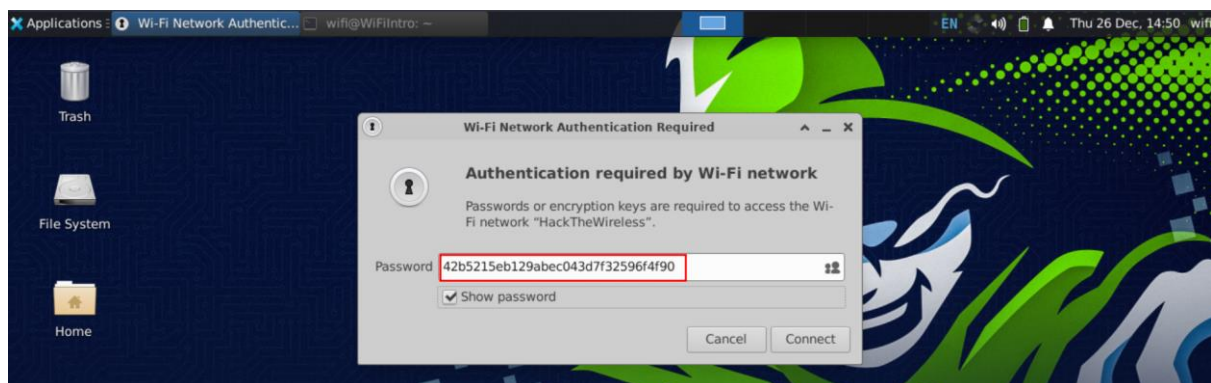 Applications Wi-Fi Network Authentic... wifi@WiFiIntro: ~ EN Thu 26 Dec, 14:50 wifi
Trash
File System
Home
Wi-Fi Network Authentication Required
Authentication required by Wi-Fi network
Passwords or encryption keys are required to access the Wi-
Fi network “HackTheWireless”.
Password 42b5215eb129abec043d7f32596f4f90
Show password
Cancel Connect